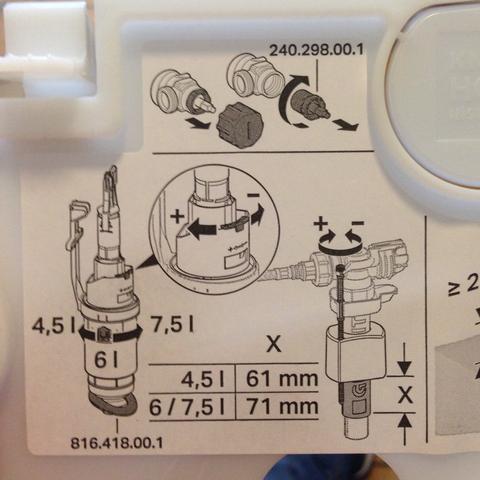 240.298.00.1
+ −
+ −
4,5 l 7,5 l
6 l
X
4,5 l 61 mm
6 / 7,5 l 71 mm
X
≥ 2
816.418.00.1